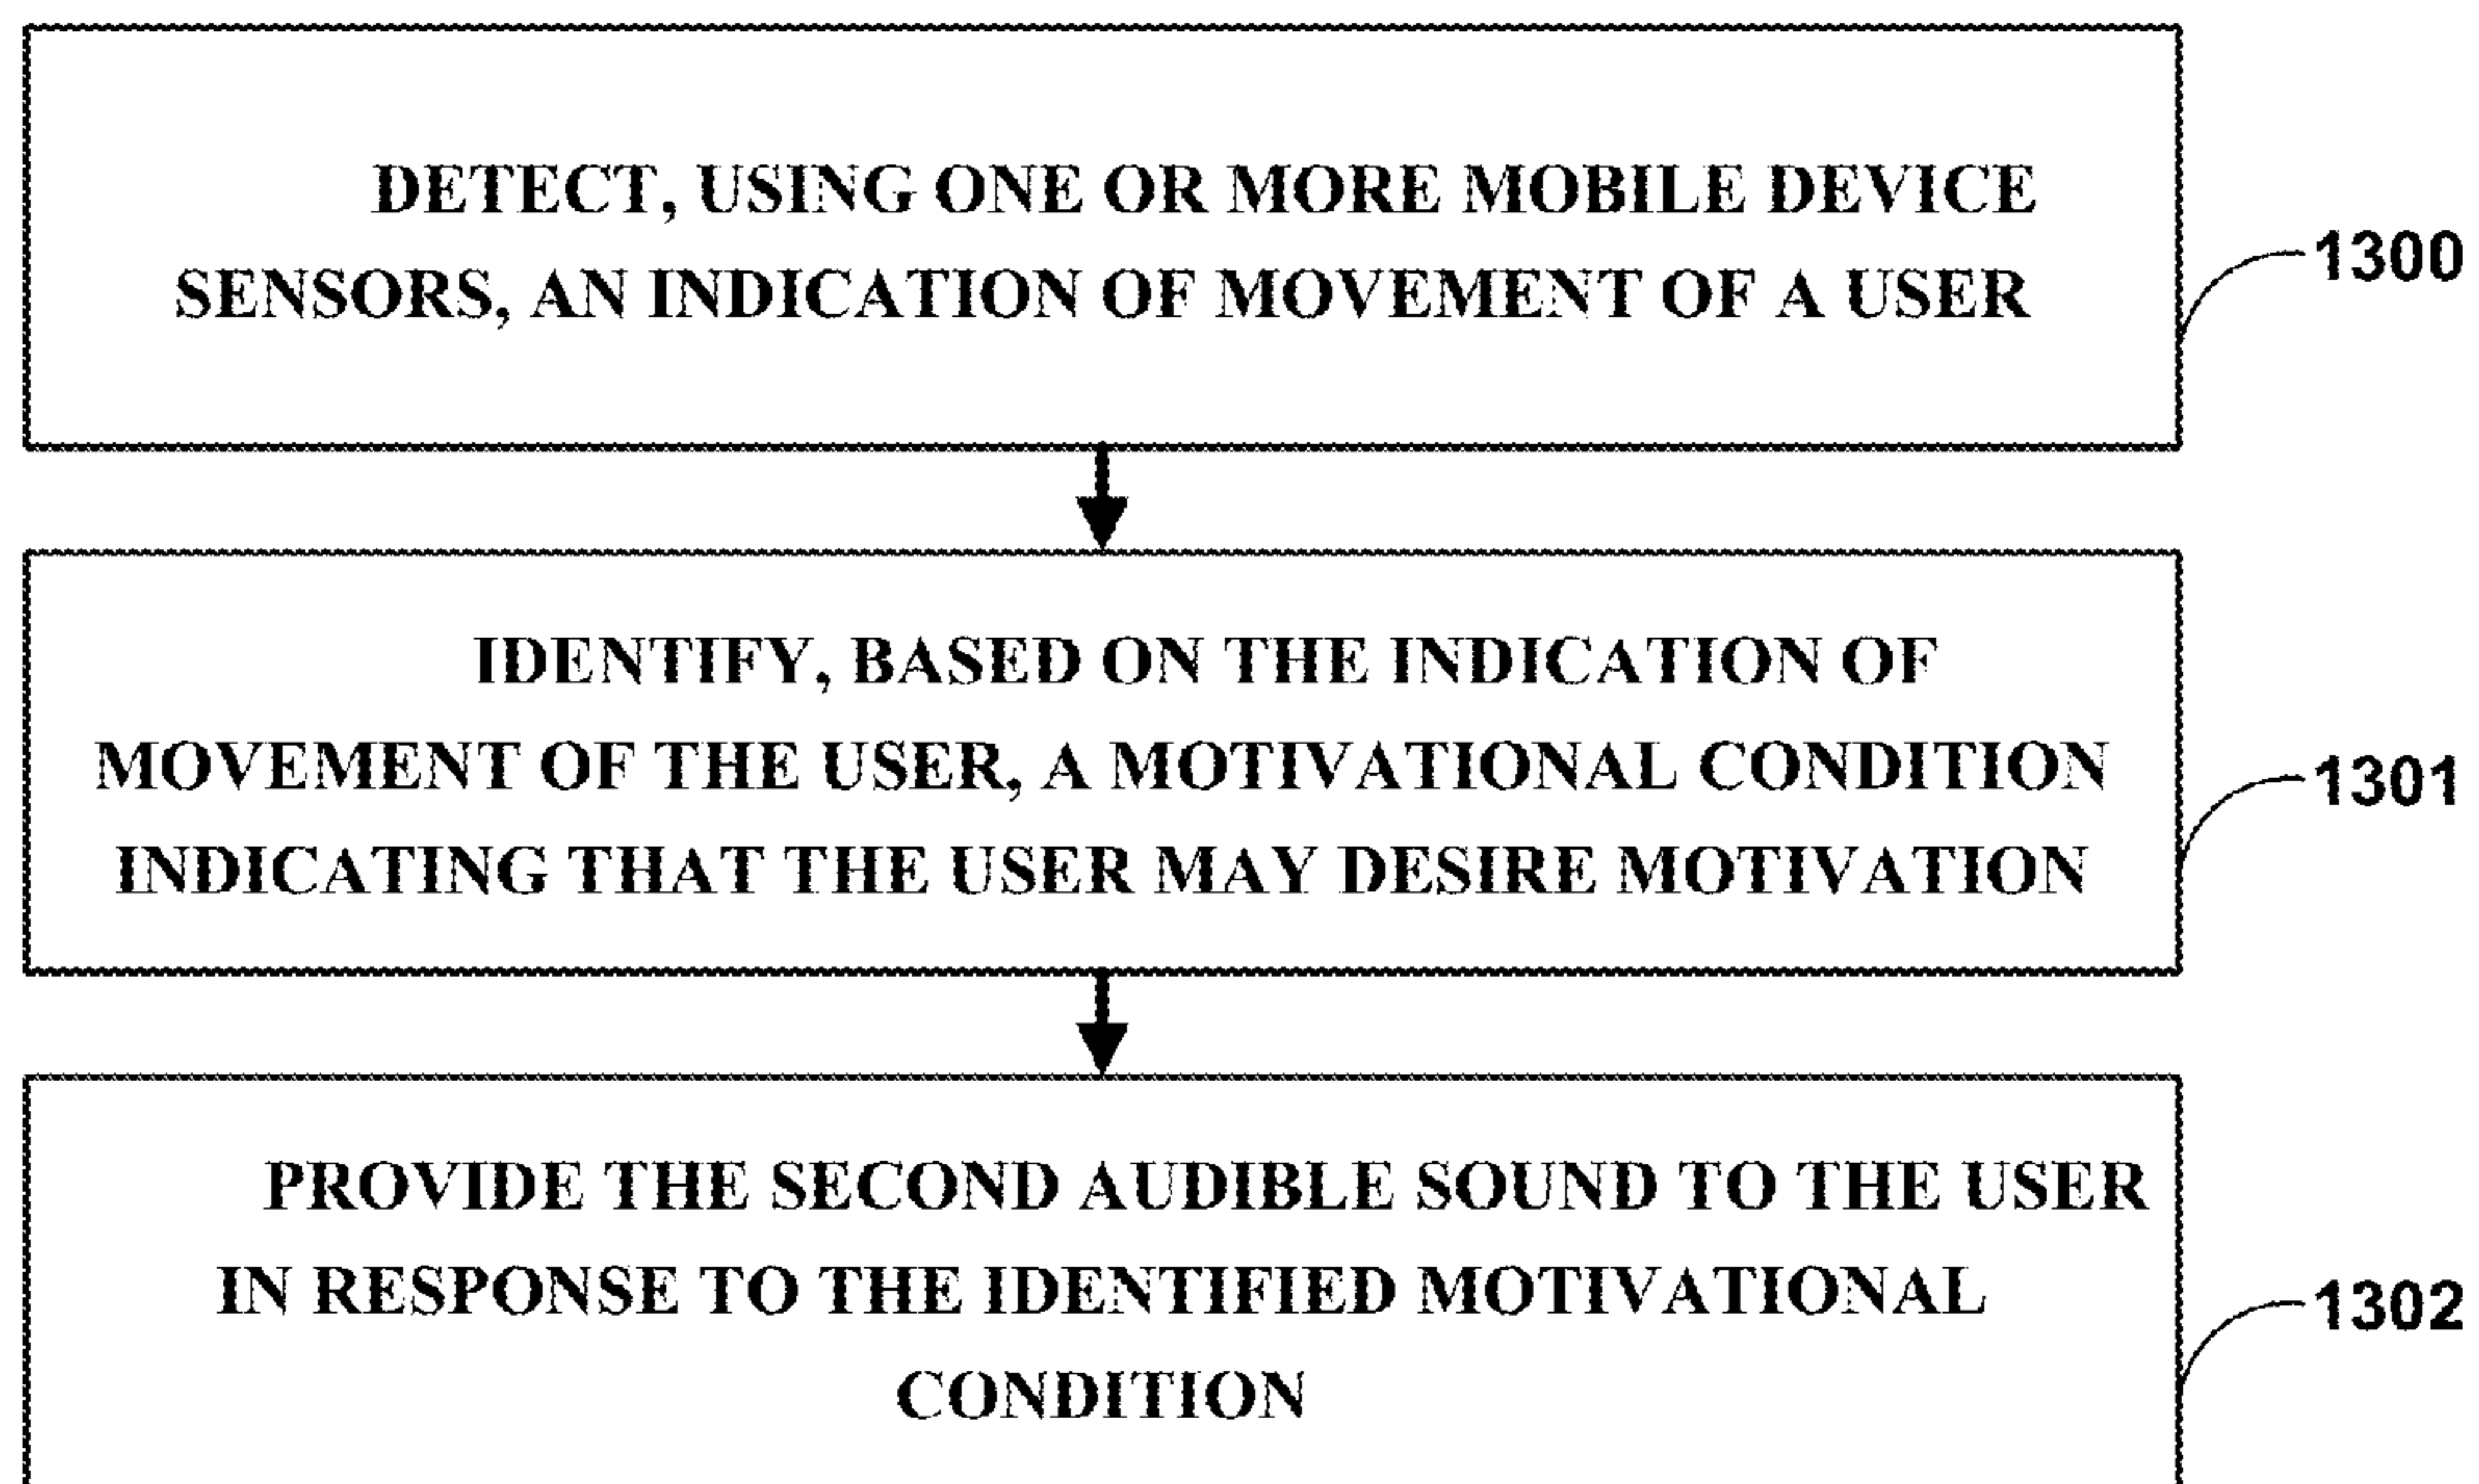 DETECT, USING ONE OR MORE MOBILE DEVICE
SENSORS, AN INDICATION OF MOVEMENT OF A USER
1300
IDENTIFY, BASED ON THE INDICATION OF
MOVEMENT OF THE USER, A MOTIVATIONAL CONDITION
INDICATING THAT THE USER MAY DESIRE MOTIVATION
1301
PROVIDE THE SECOND AUDIBLE SOUND TO THE USER
IN RESPONSE TO THE IDENTIFIED MOTIVATIONAL
CONDITION
1302